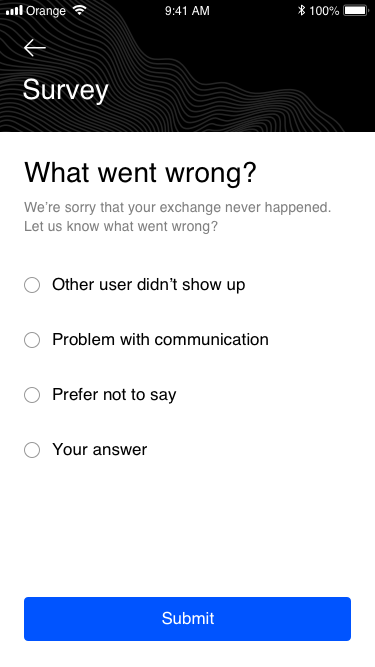 Orange 9:41 AM 100%
Survey
What went wrong?
We’re sorry that your exchange never happened.
Let us know what went wrong?
Other user didn’t show up
Problem with communication
Prefer not to say
Your answer
Submit